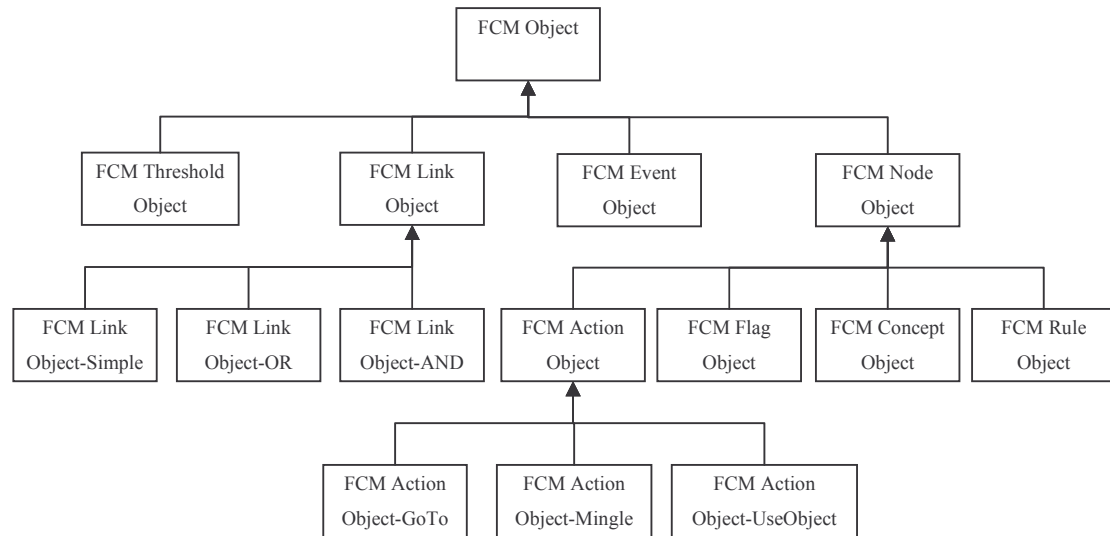 FCM Object
FCM Threshold
Object
FCM Link
Object
FCM Event
Object
FCM Node
Object
FCM Link
Object-Simple
FCM Link
Object-OR
FCM Link
Object-AND
FCM Action
Object
FCM Flag
Object
FCM Concept
Object
FCM Rule
Object
FCM Action
Object-GoTo
FCM Action
Object-Mingle
FCM Action
Object-UseObject